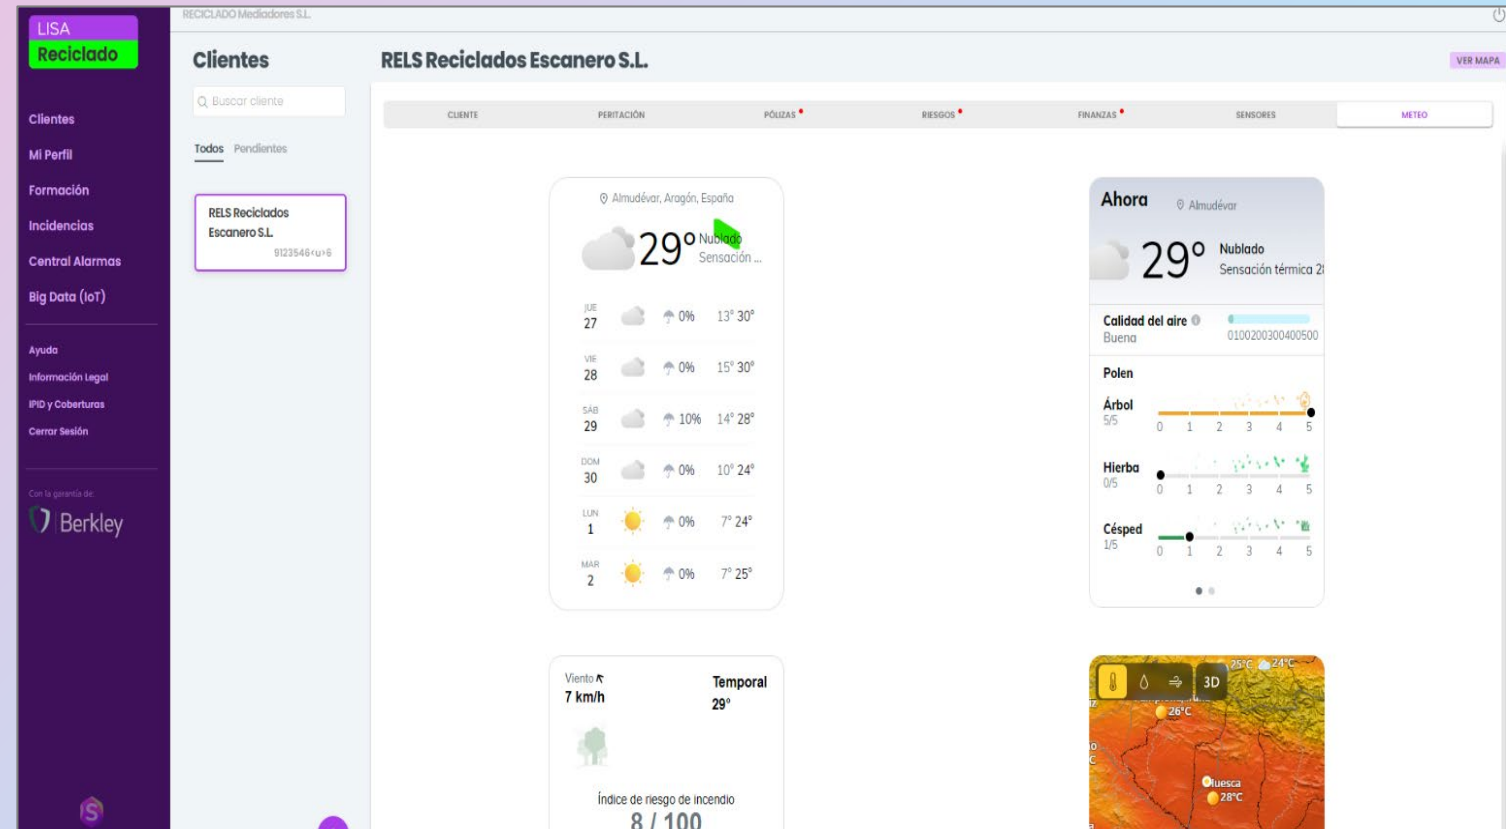 LISA
Reciclado
Clientes
Mi Perfil
Formación
Incidencias
Central Alarmas
Big Data (IoT)
Ayuda
Información Legal
IPID y Coberturas
Cerrar Sesión
Con la garantía de:
Berkley
RECICLADO Mediadores S.L.
Clientes
Buscar cliente
Todos Pendientes
RELS Reciclados
Escanero S.L.
9123546<u>6
RELS Reciclados Escanero S.L.
VER MAPA
CLIENTE PERITACIÓN PÓLIZAS RIESGOS FINANZAS SENSORES METEO
Almudévar, Aragón, España
29° Nublado
Sensación ...
JUE
27 0% 13° 30°
VIE
28 0% 15° 30°
SÁB
29 10% 14° 28°
DOM
30 0% 10° 24°
LUN
1 0% 7° 24°
MAR
2 0% 7° 25°
Ahora Almudévar
29° Nublado
Sensación térmica 2
Calidad del aire
Buena 0100200300400500
Polen
Árbol
5/5 0 1 2 3 4 5
Hierba
0/5 0 1 2 3 4 5
Césped
1/5 0 1 2 3 4 5
Viento
7 km/h
Temporal
29°
Índice de riesgo de incendio
8 / 100
25°C 24°C
3D
26°C
Huesca
28°C